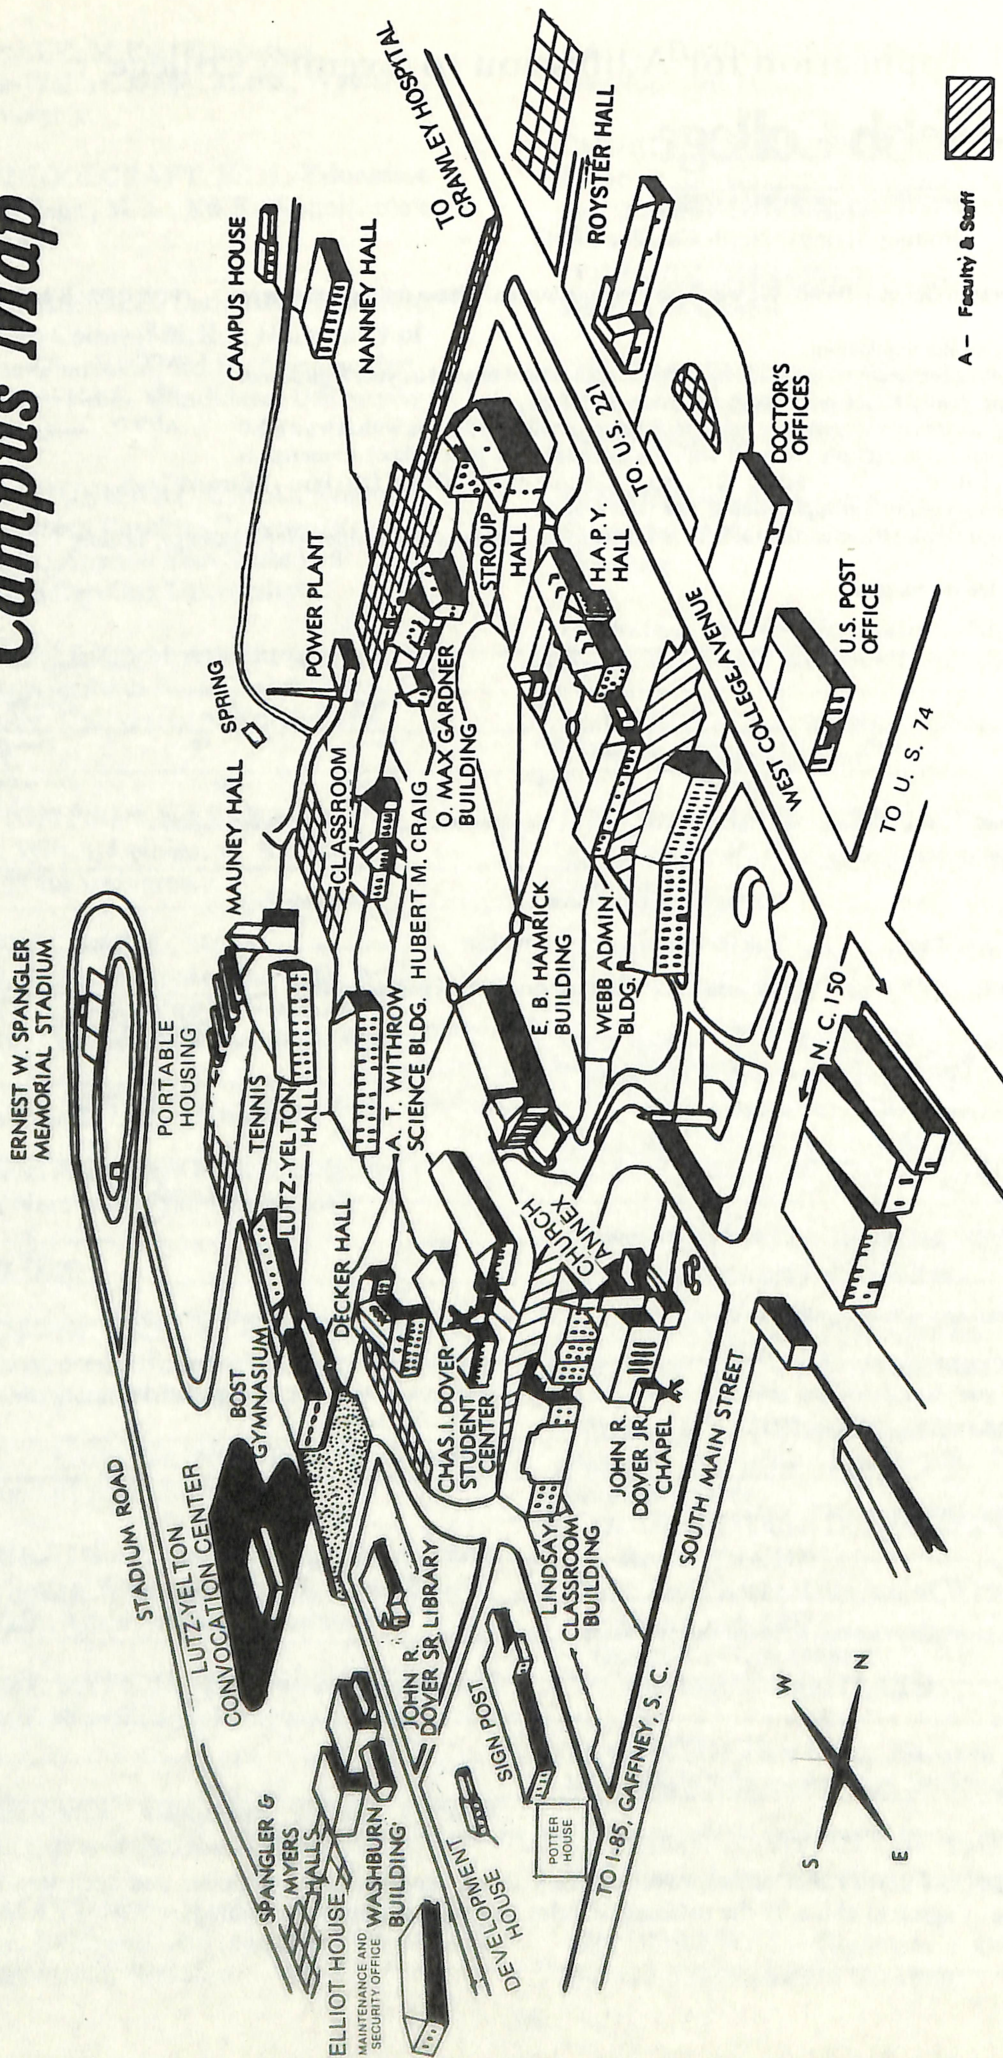 Campus Map
ERNEST W. SPANGLER
MEMORIAL STADIUM
STADIUM ROAD
PORTABLE
HOUSING
MAUNEY HALL
SPRING
CAMPUS HOUSE
NANNEY HALL
TO
CRAWLEY HOSPITAL
LUTZ-YELTON
CONVOCATION CENTER
BOST
GYMNASIUM
TENNIS
LUTZ-YELTON
HALL
CLASSROOM
POWER PLANT
ROYSTER HALL
SPANGLER &
MYERS
HALLS
ELLIOT HOUSE
MAINTENANCE AND
SECURITY OFFICE
WASHBURN
BUILDING
JOHN R.
DOVER SR. LIBRARY
DECKER HALL
A. T. WITHROW
SCIENCE BLDG.
HUBERT M. CRAIG
O. MAX GARDNER
BUILDING
STROUP
HALL
H.A.P.Y.
HALL
TO U.S. 221
CHAS. I. DOVER
STUDENT
CENTER
CHURCH
ANNEX
E. B. HAMRICK
BUILDING
WEBB ADMIN.
BLDG.
WEST COLLEGE AVENUE
DOCTOR'S
OFFICES
U.S. POST
OFFICE
DEVELOPMENT
HOUSE
SIGN POST
LINDSAY
CLASSROOM
BUILDING
JOHN R.
DOVER JR.
CHAPEL
POTTER
HOUSE
TO I-85, GAFFNEY S. C.
SOUTH MAIN STREET
N. C. 150
TO U. S. 74
S
W
E
N
A - Faculty & Staff